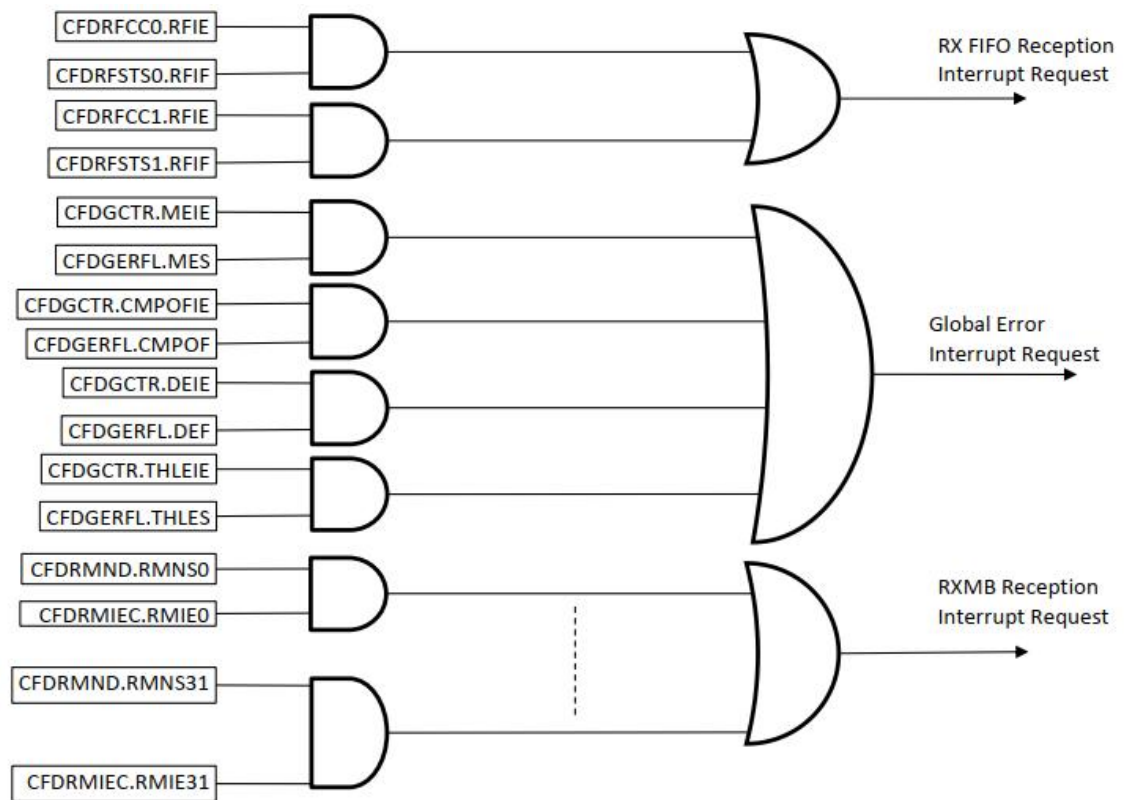 CFDRFCC0.RFIE
CFDRFSTS0.RFIF
CFDRFCC1.RFIE
CFDRFSTS1.RFIF
RX FIFO Reception
Interrupt Request
CFDGCTR.MEIE
CFDGERFL.MES
CFDGCTR.CMPOFIE
CFDGERFL.CMPOF
CFDGCTR.DEIE
CFDGERFL.DEF
CFDGCTR.THLEIE
CFDGERFL.THLES
Global Error
Interrupt Request
CFDRMND.RMNS0
CFDRMIEC.RMIE0
CFDRMND.RMNS31
CFDRMIEC.RMIE31
RXMB Reception
Interrupt Request